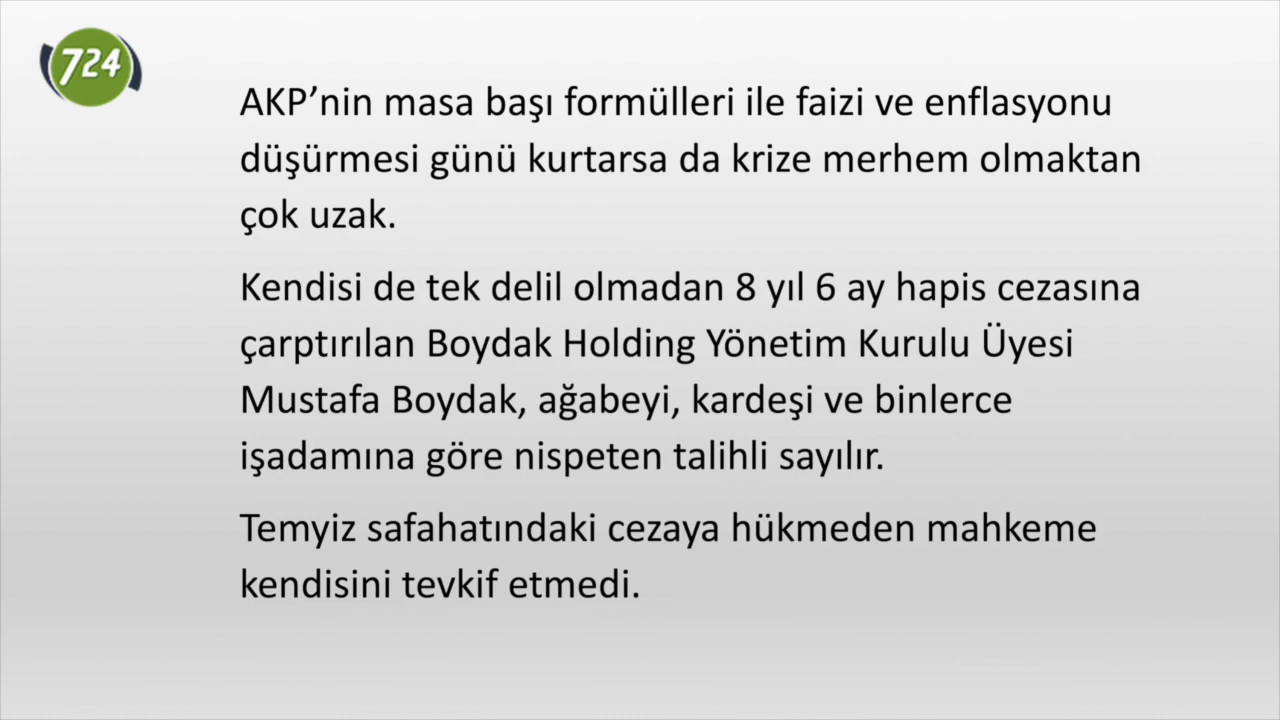 724
AKP’nin masa başı formülleri ile faizi ve enflasyonu
düşürmesi günü kurtarsa da krize merhem olmaktan
çok uzak.
Kendisi de tek delil olmadan 8 yıl 6 ay hapis cezasına
çarptırılan Boydak Holding Yönetim Kurulu Üyesi
Mustafa Boydak, ağabeyi, kardeşi ve binlerce
işadamına göre nispeten talihli sayılır.
Temyiz safahatındaki cezaya hükmeden mahkeme
kendisini tevkif etmedi.